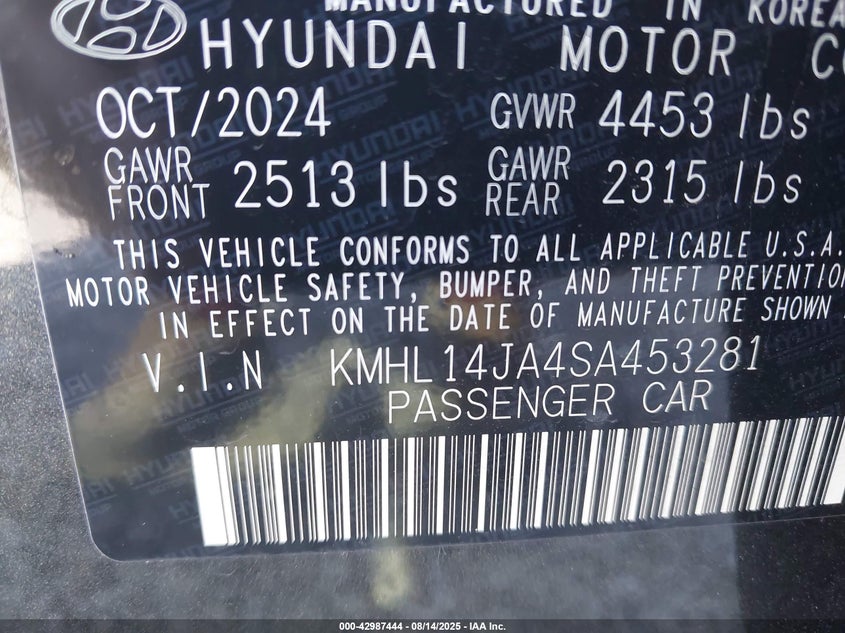 MANUFACTURED IN KOREA
HYUNDAI MOTOR
OCT/2024 GVWR 4453 lbs
GAWR FRONT 2513 lbs GAWR REAR 2315 lbs
THIS VEHICLE CONFORMS TO ALL APPLICABLE U.S.A.
MOTOR VEHICLE SAFETY, BUMPER, AND THEFT PREVENTION
IN EFFECT ON THE DATE OF MANUFACTURE SHOWN
V.I.N KMHL14JA4SA453281
PASSENGER CAR
000-42987444 - 08/14/2025 - IAA Inc.